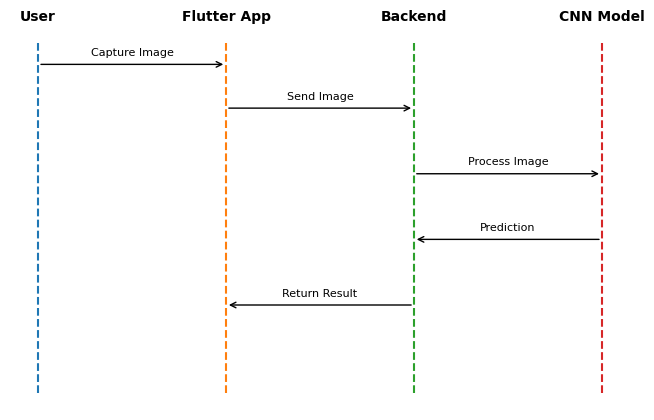 User Flutter App Backend CNN Model
Capture Image
Send Image
Process Image
Prediction
Return Result